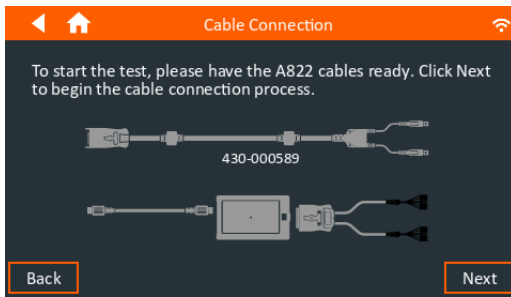 Cable Connection
To start the test, please have the A822 cables ready. Click Next
to begin the cable connection process.
430-000589
Back
Next